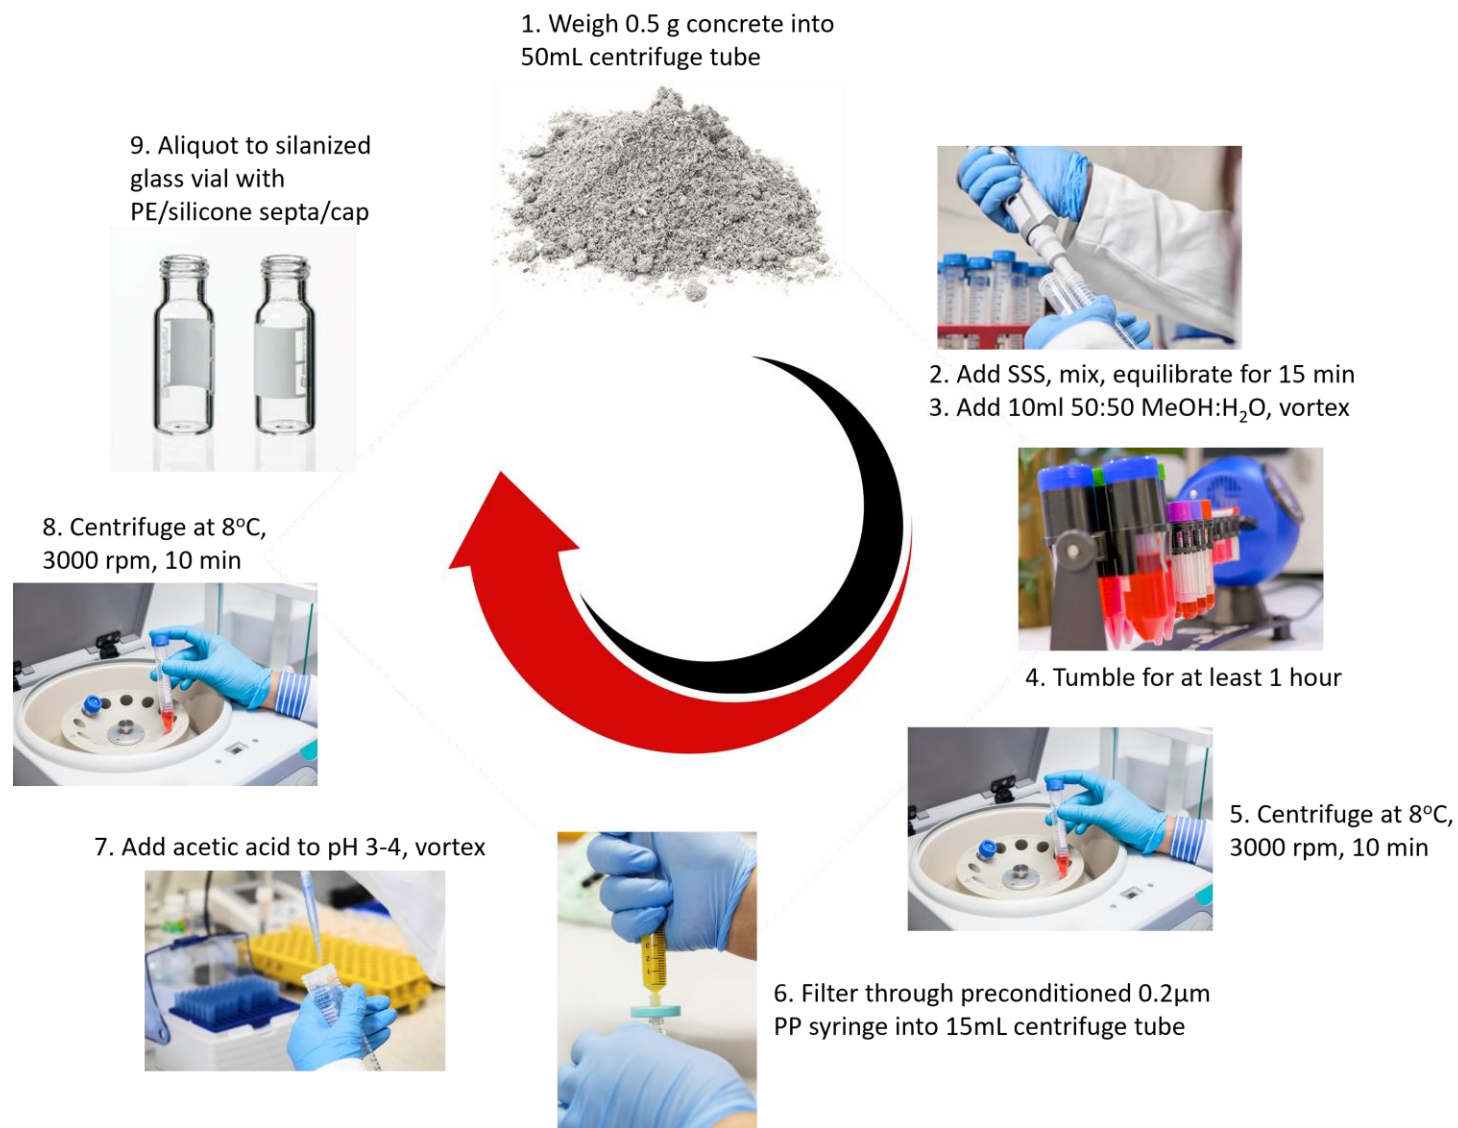 1. Weigh 0.5 g concrete into
50mL centrifuge tube
2. Add SSS, mix, equilibrate for 15 min
3. Add 10ml 50:50 MeOH:H₂O, vortex
4. Tumble for at least 1 hour
5. Centrifuge at 8°C,
3000 rpm, 10 min
6. Filter through preconditioned 0.2µm
PP syringe into 15mL centrifuge tube
7. Add acetic acid to pH 3-4, vortex
8. Centrifuge at 8°C,
3000 rpm, 10 min
9. Aliquot to silanized
glass vial with
PE/silicone septa/cap